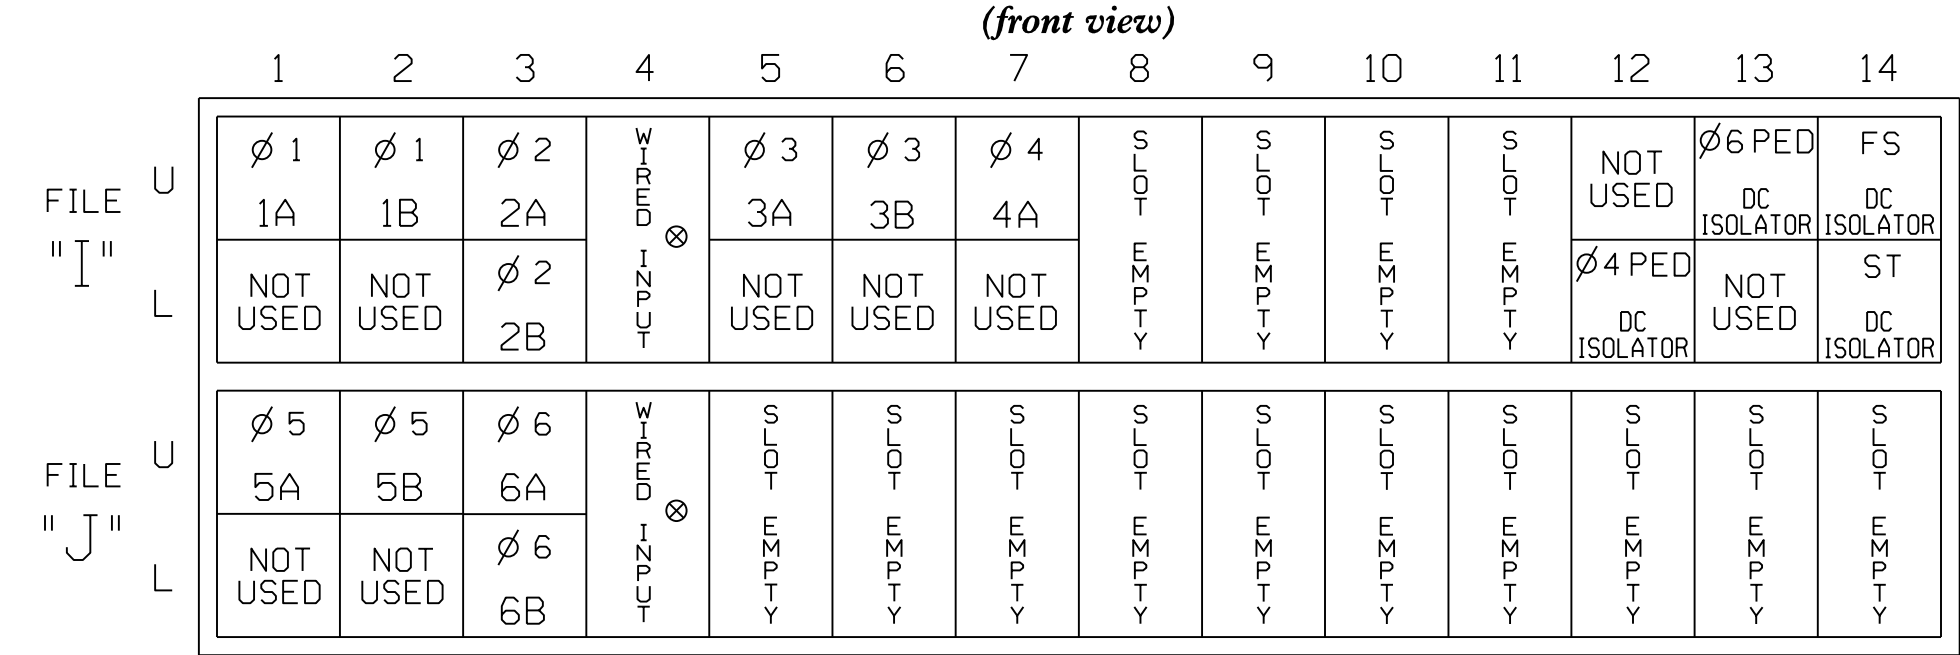 (front view)
1 2 3 4 5 6 7 8 9 10 11 12 13 14
FILE "I"
U
L
Ø 1 1A
Ø 1 1B
Ø 2 2A
WIRED INPUT
Ø 3 3A
Ø 3 3B
Ø 4 4A
SLOT EMPTY
SLOT EMPTY
SLOT EMPTY
SLOT EMPTY
NOT USED
Ø6 PED DC ISOLATOR
FS DC ISOLATOR
NOT USED
NOT USED
Ø 2 2B
NOT USED
NOT USED
NOT USED
Ø4 PED DC ISOLATOR
NOT USED
ST DC ISOLATOR
FILE "J"
U
L
Ø 5 5A
Ø 5 5B
Ø 6 6A
WIRED INPUT
SLOT EMPTY
SLOT EMPTY
SLOT EMPTY
SLOT EMPTY
SLOT EMPTY
SLOT EMPTY
SLOT EMPTY
SLOT EMPTY
SLOT EMPTY
SLOT EMPTY
NOT USED
NOT USED
Ø 6 6B